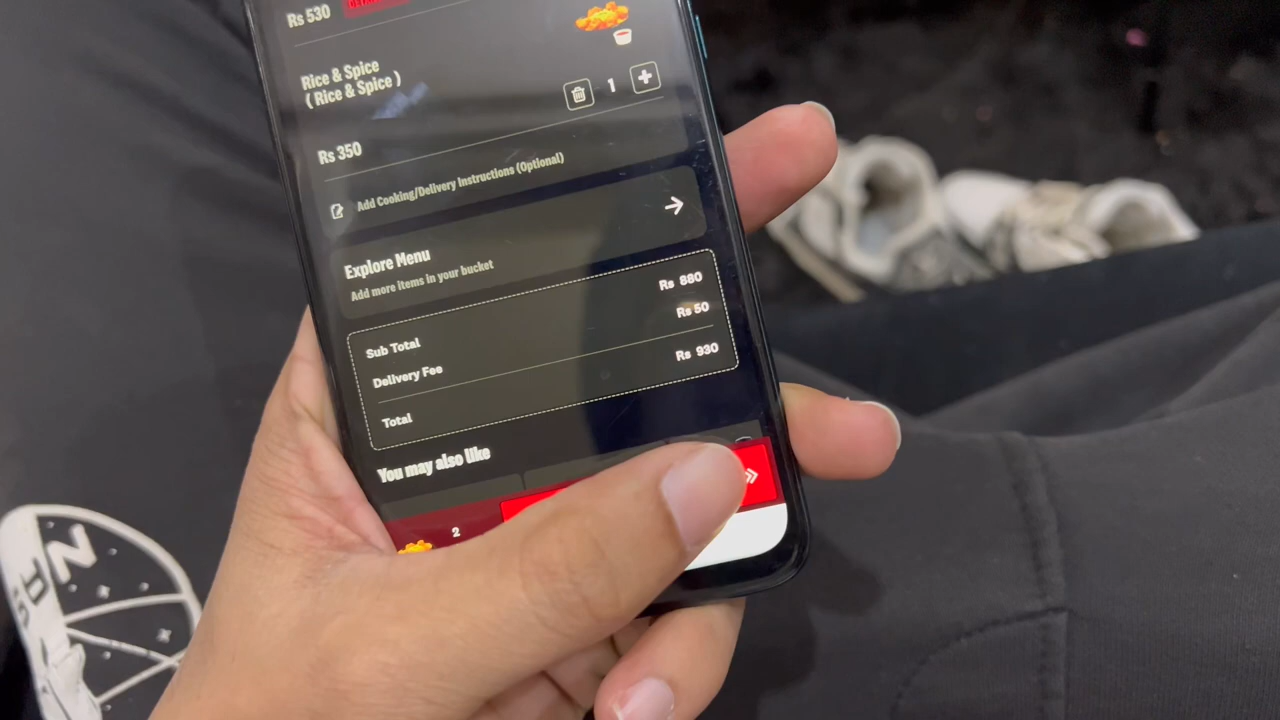 Rs 530
Rice & Spice
( Rice & Spice )
1
Rs 350
Add Cooking/Delivery Instructions (Optional)
Explore Menu
Add more items in your bucket
Sub Total Rs 880
Delivery Fee Rs 50
Total Rs 930
You may also like
2